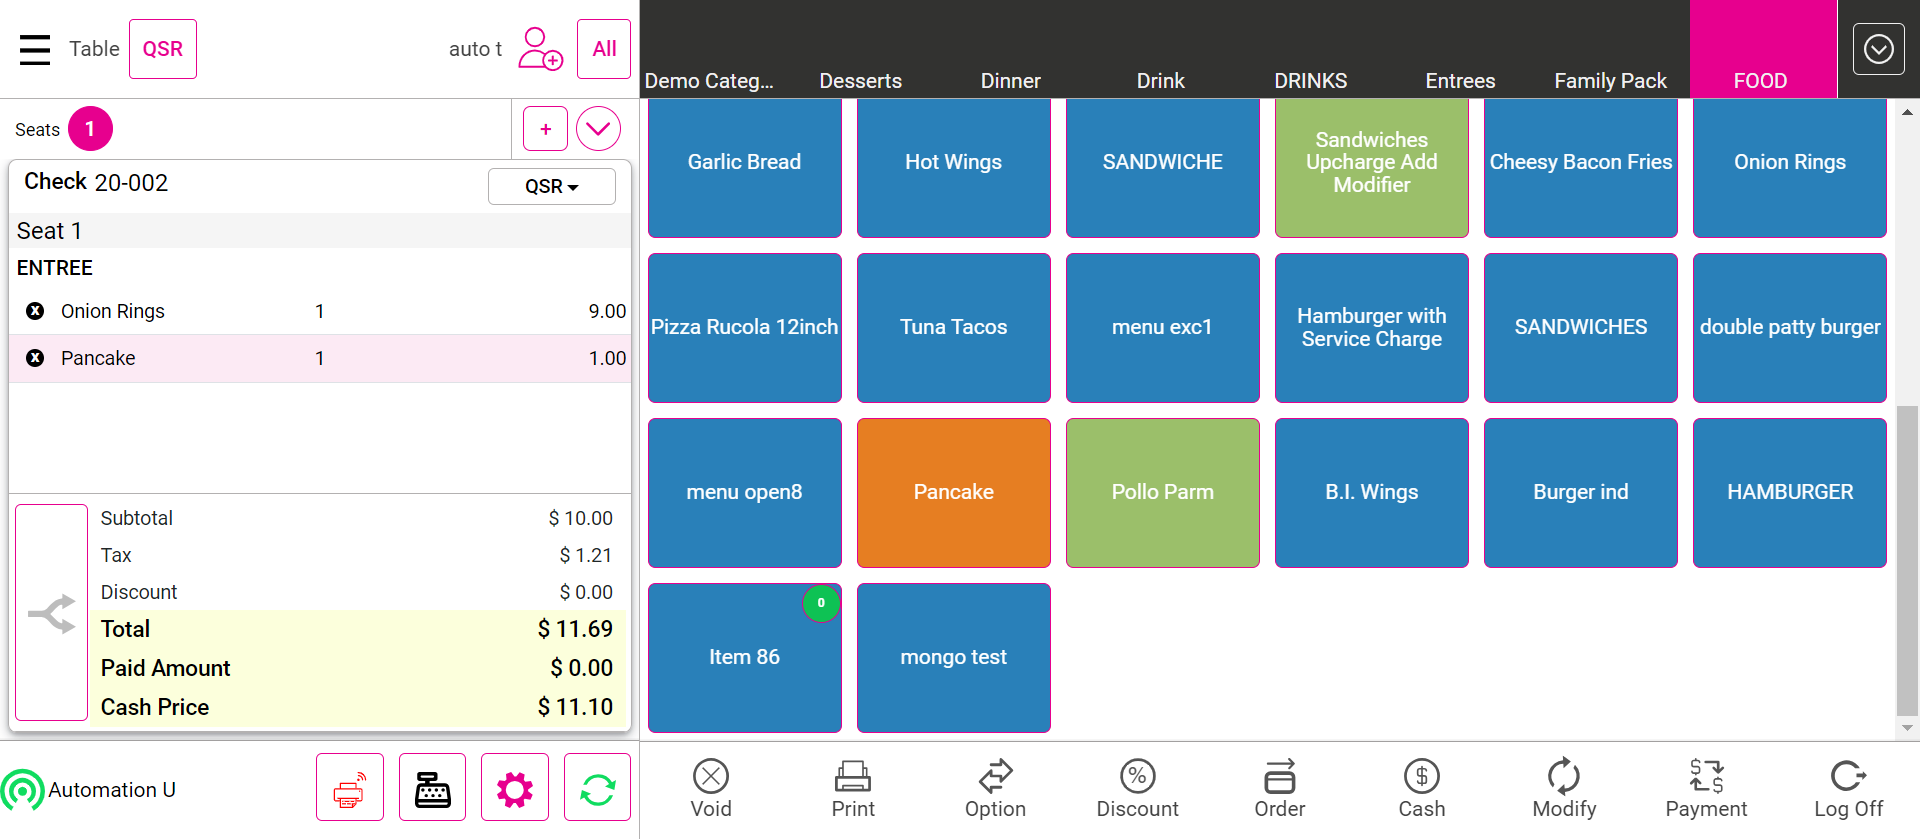 Table QSR auto t All
Demo Categ... Desserts Dinner Drink DRINKS Entrees Family Pack FOOD
Seats 1 +
Check 20-002 QSR
Seat 1
ENTREE
x Onion Rings 1 9.00
x Pancake 1 1.00
Subtotal $ 10.00
Tax $ 1.21
Discount $ 0.00
Total $ 11.69
Paid Amount $ 0.00
Cash Price $ 11.10
Automation U
Garlic Bread
Hot Wings
SANDWICHE
Sandwiches
Upcharge Add
Modifier
Cheesy Bacon Fries
Onion Rings
Pizza Rucola 12inch
Tuna Tacos
menu exc1
Hamburger with
Service Charge
SANDWICHES
double patty burger
menu open8
Pancake
Pollo Parm
B.I. Wings
Burger ind
HAMBURGER
0
Item 86
mongo test
Void Print Option Discount Order Cash Modify Payment Log Off